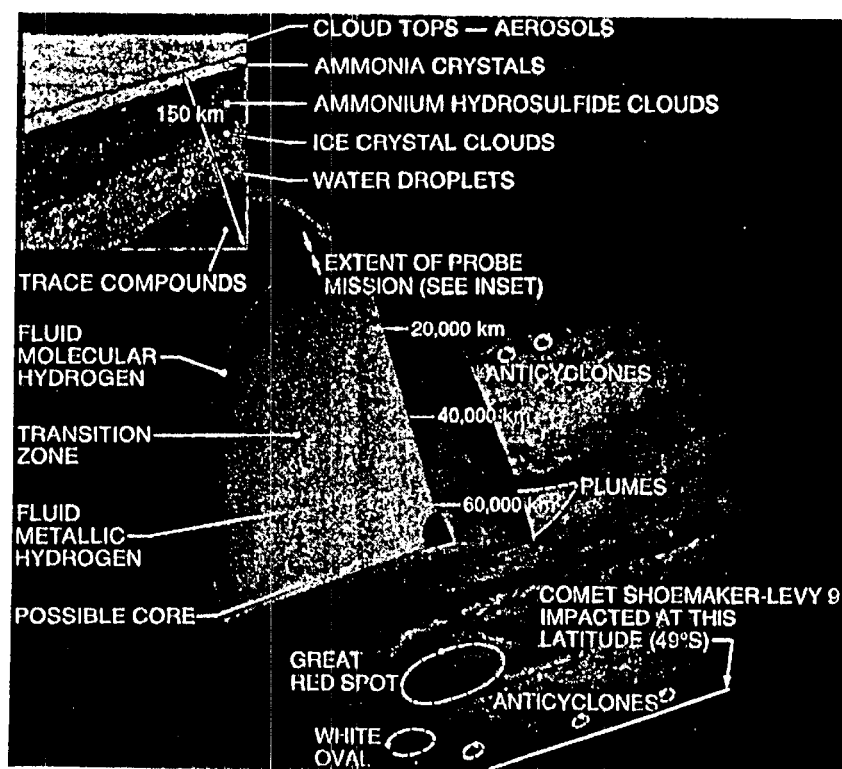 CLOUD TOPS — AEROSOLS
AMMONIA CRYSTALS
150 km
AMMONIUM HYDROSULFIDE CLOUDS
ICE CRYSTAL CLOUDS
WATER DROPLETS
TRACE COMPOUNDS
EXTENT OF PROBE
MISSION (SEE INSET)
FLUID
MOLECULAR
HYDROGEN
20,000 km
ANTICYCLONES
TRANSITION
ZONE
40,000 km
FLUID
METALLIC
HYDROGEN
60,000 km
PLUMES
POSSIBLE CORE
COMET SHOEMAKER-LEVY 9
IMPACTED AT THIS
LATITUDE (49°S)
GREAT
RED SPOT
ANTICYCLONES
WHITE
OVAL